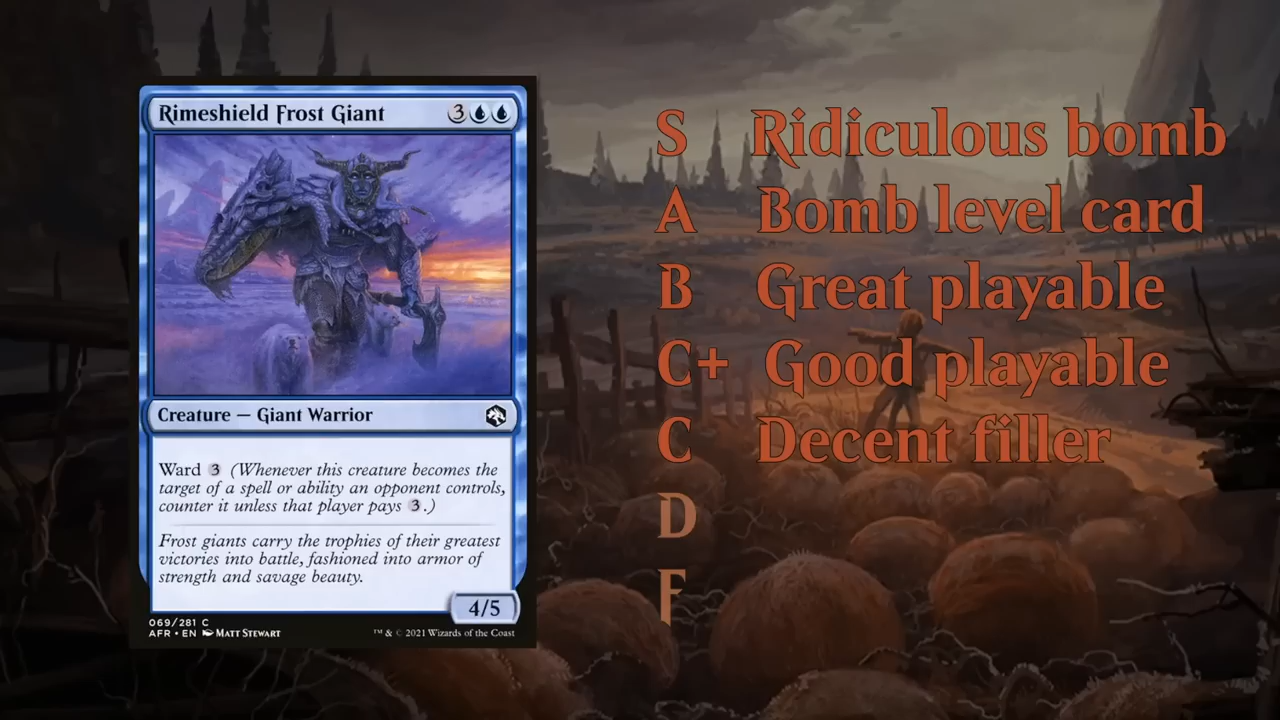 Rimeshield Frost Giant 3
Creature — Giant Warrior
Ward 3 (Whenever this creature becomes the
target of a spell or ability an opponent controls,
counter it unless that player pays 3.)
Frost giants carry the trophies of their greatest
victories into battle, fashioned into armor of
strength and savage beauty.
4/5
069/281 C
AFR • EN Matt Stewart
™ & © 2021 Wizards of the Coast
S Ridiculous bomb
A Bomb level card
B Great playable
C+ Good playable
C Decent filler
D
F